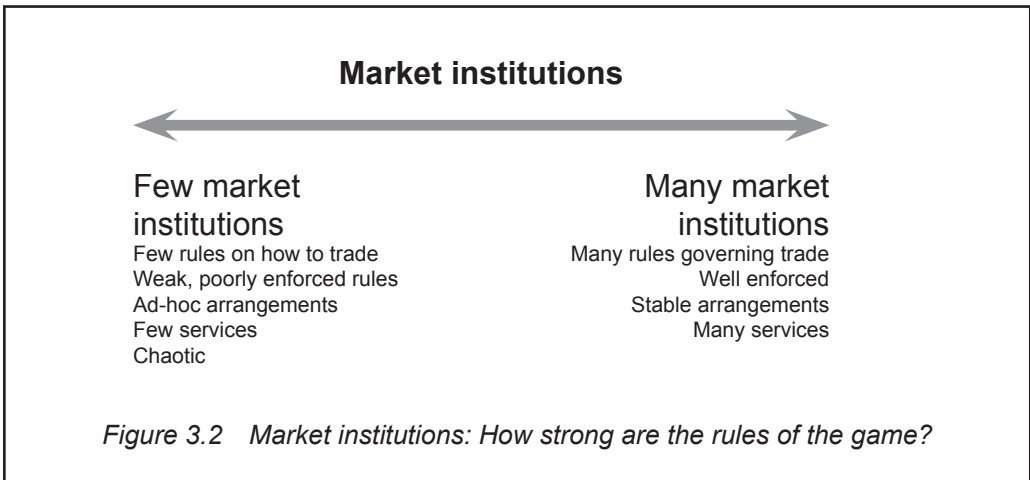 Market institutions
Few market
institutions
Few rules on how to trade
Weak, poorly enforced rules
Ad-hoc arrangements
Few services
Chaotic
Many market
institutions
Many rules governing trade
Well enforced
Stable arrangements
Many services
Figure 3.2 Market institutions: How strong are the rules of the game?